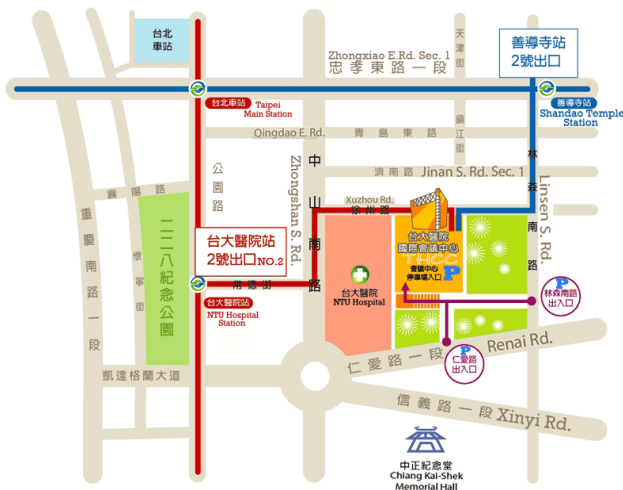 台北
車站
善導寺站
2號出口
天津街
Zhongxiao E.Rd. Sec. 1
忠孝東路一段
台北車站
Taipei
Main Station
善導寺站
Shandao Temple
Station
Qingdao E. Rd.
青島東路
鎮江街
公園路
Zhongshan S. Rd.
中山南路
濟南路
Jinan S. Rd. Sec. 1
林森南路
Linsen S. Rd.
襄陽路
Xuzhou Rd.
徐州路
重慶南路一段
懷寧街
二二八紀念公園
台大醫院站
2號出口NO.2
常德街
台大醫院站
NTU Hospital
Station
台大醫院
國際會議中心
THCC
會議中心
停車場入口
P
台大醫院
NTU Hospital
P
林森南路
出入口
P
仁愛路
出入口
仁愛路一段
Renai Rd.
凱達格蘭大道
信義路一段
Xinyi Rd.
中正紀念堂
Chiang Kai-Shek
Memorial Hall